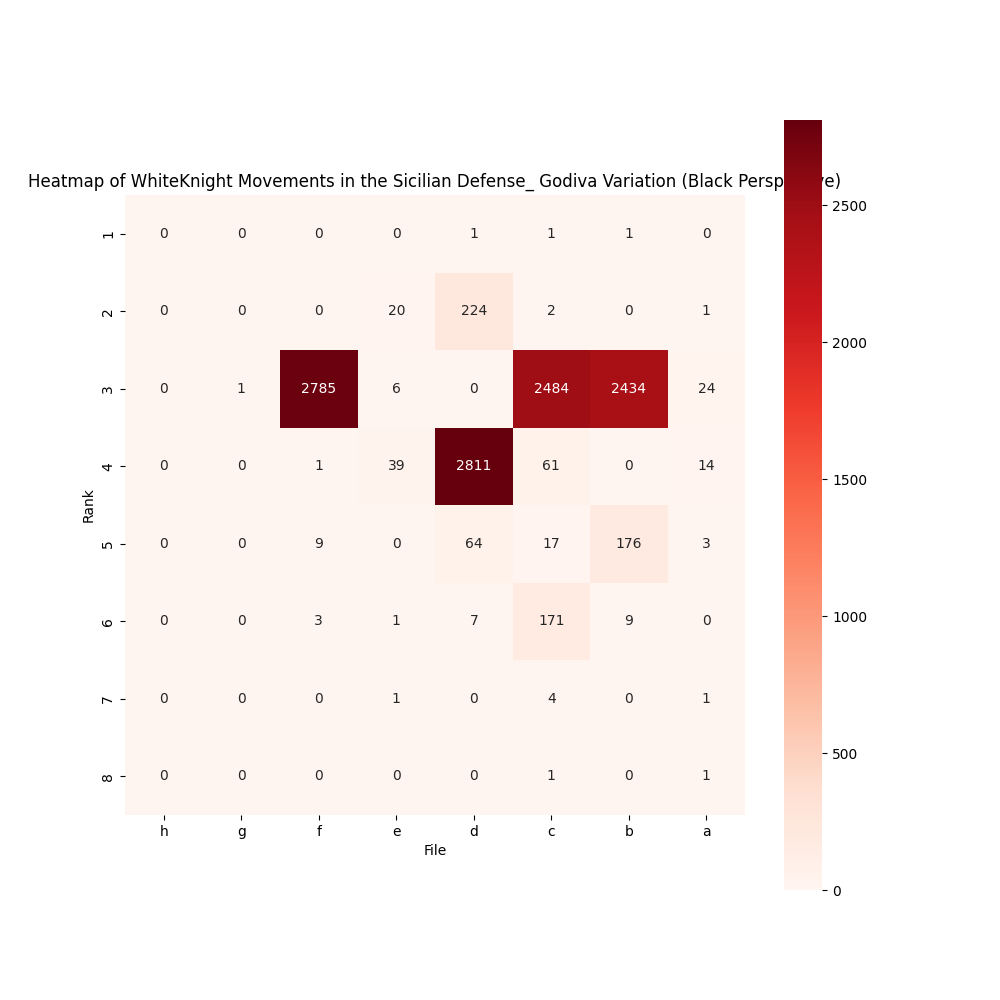 Heatmap of WhiteKnight Movements in the Sicilian Defense_ Godiva Variation (Black Persp ve)
2500
1 0 0 0 0 1 1 1 0
2 0 0 0 20 224 2 0 1
2000
3 0 1 2785 6 0 2484 2434 24
1500
4 0 0 1 39 2811 61 0 14
Rank
5 0 0 9 0 64 17 176 3
1000
6 0 0 3 1 7 171 9 0
7 0 0 0 1 0 4 0 1
500
8 0 0 0 0 0 1 0 1
h g f e d c b a
File
0